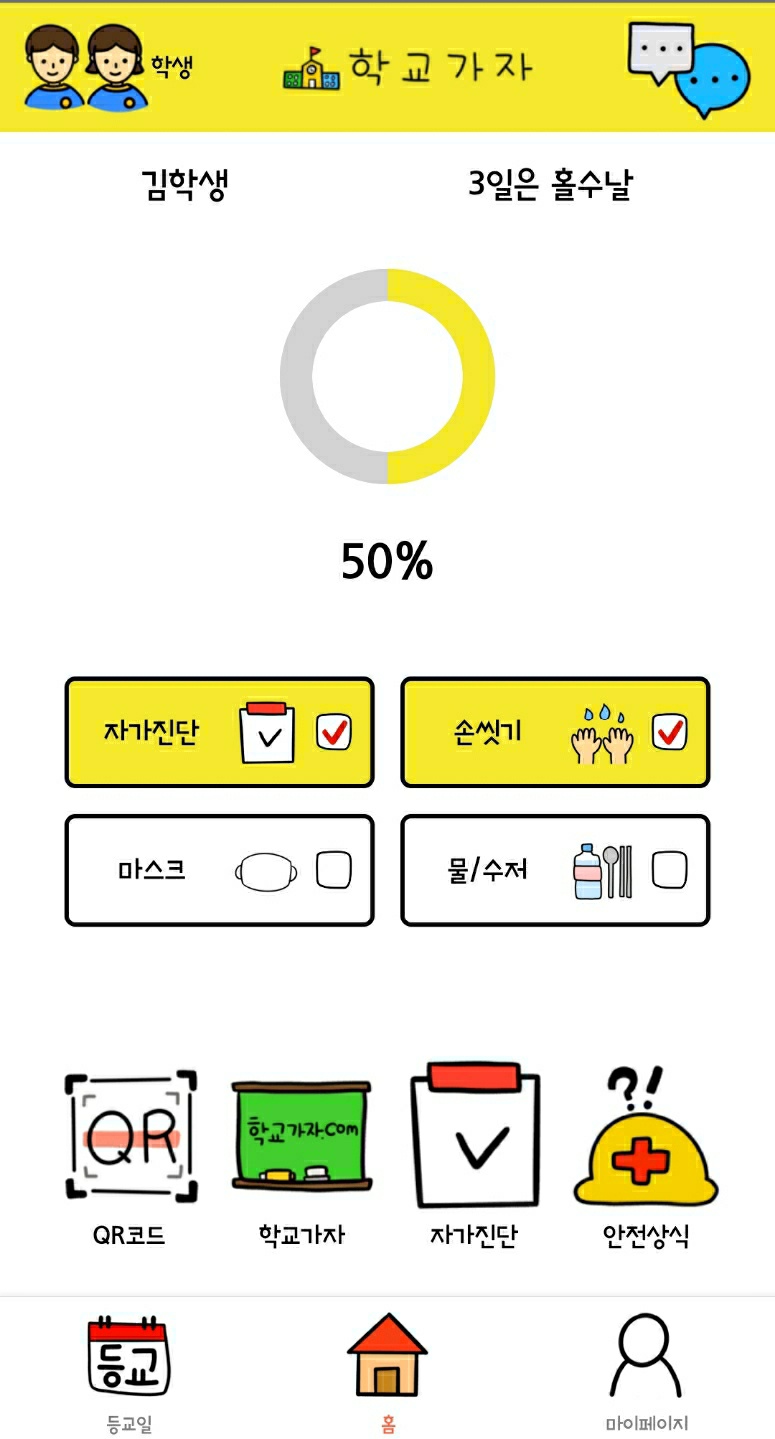 학생
학교가자
김학생
3일은 홀수날
50%
자가진단
손씻기
마스크
물/수저
QR
학교가자.com
?!
QR코드
학교가자
자가진단
안전상식
등교
등교일
홈
마이페이지